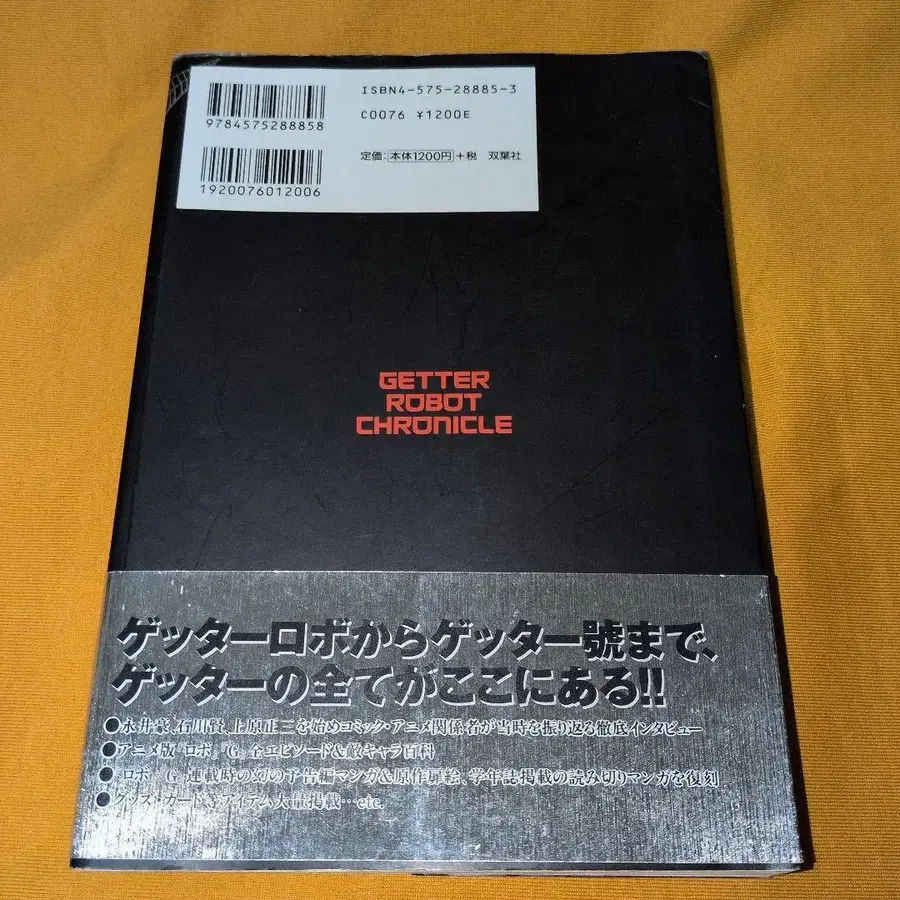 ISBN4-575-28885-3
9784575288858
C0076 ¥1200E
定価:本体1200円+税 双葉社
1920076012006
GETTER
ROBOT
CHRONICLE
ゲッターロボからゲッター號まで、
ゲッターの全てがここにある!!
●永井豪、石川賢、上原正三を始めコミック・アニメ関係者が当時を振り返る徹底インタビュー
●アニメ版「ロボ」「G」全エピソード&敵キャラ百科
●「ロボ」「G」連載時の幻の予告編マンガ&原作扉絵、学年誌掲載の読み切りマンガを復刻
●グッズ・カード等アイテム大量掲載…etc.